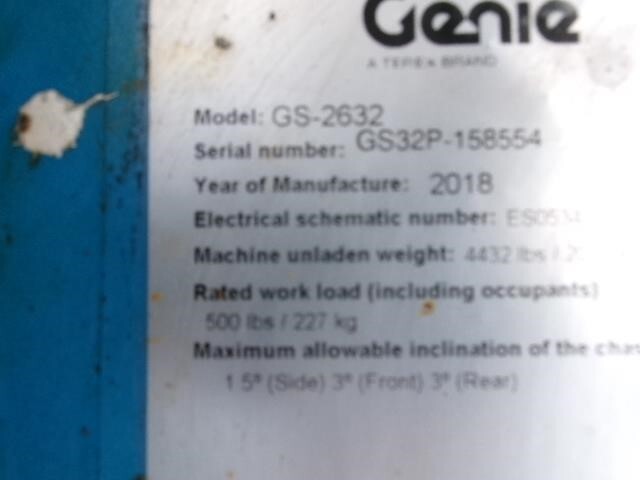 Genie
A TEREX BRAND
Model: GS-2632
Serial number: GS32P-158554
Year of Manufacture: 2018
Electrical schematic number:
Machine unladen weight: 4432 lbs /
Rated work load (including occupants)
500 lbs / 227 kg
Maximum allowable inclination of the
1.5° (Side) 3° (Front) 3° (Rear)